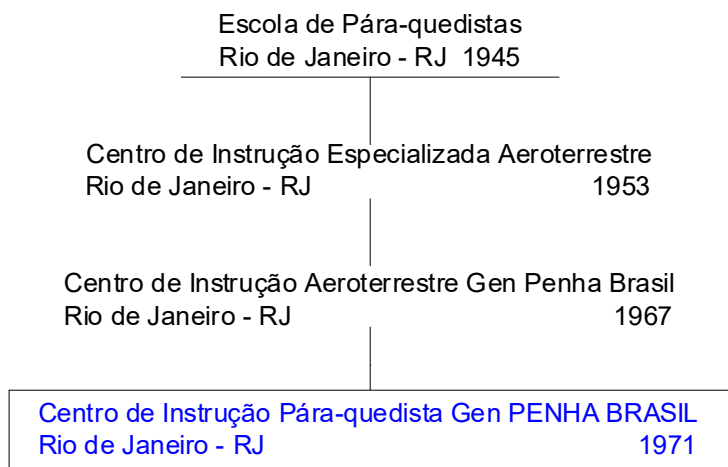 Escola de Pára-quedistas
Rio de Janeiro - RJ 1945
Centro de Instrução Especializada Aeroterrestre
Rio de Janeiro - RJ 1953
Centro de Instrução Aeroterrestre Gen Penha Brasil
Rio de Janeiro - RJ 1967
Centro de Instrução Pára-quedista Gen PENHA BRASIL
Rio de Janeiro - RJ 1971